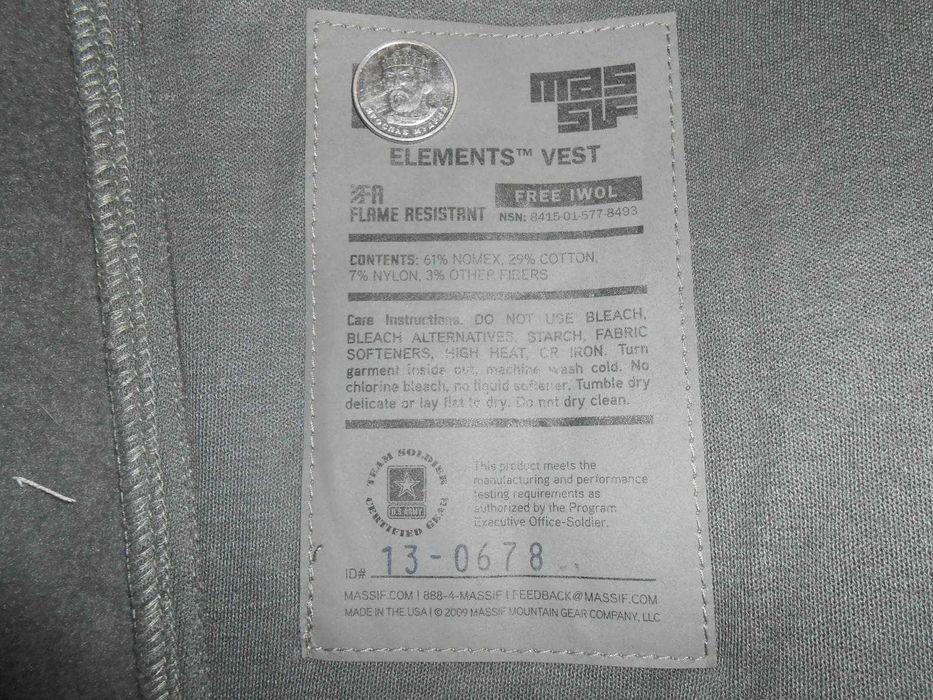 ЯРОСЛАВ МУДРИЙ
MASSIF
ELEMENTS™ VEST
FR
FLAME RESISTANT
FREE IWOL
NSN: 8415-01-577-8493
CONTENTS: 61% NOMEX, 29% COTTON,
7% NYLON, 3% OTHER FIBERS
Care Instructions: DO NOT USE BLEACH,
BLEACH ALTERNATIVES, STARCH, FABRIC
SOFTENERS, HIGH HEAT, OR IRON. Turn
garment inside out, machine wash cold. No
chlorine bleach, no liquid softener. Tumble dry
delicate or lay flat to dry. Do not dry clean.
TEAM SOLDIER
CERTIFIED GEAR
U.S. ARMY
This product meets the
manufacturing and performance
testing requirements as
authorized by the Program
Executive Office-Soldier.
ID# 13-0678
MASSIF.COM | 888-4-MASSIF | FEEDBACK@MASSIF.COM
MADE IN THE USA | © 2009 MASSIF MOUNTAIN GEAR COMPANY, LLC